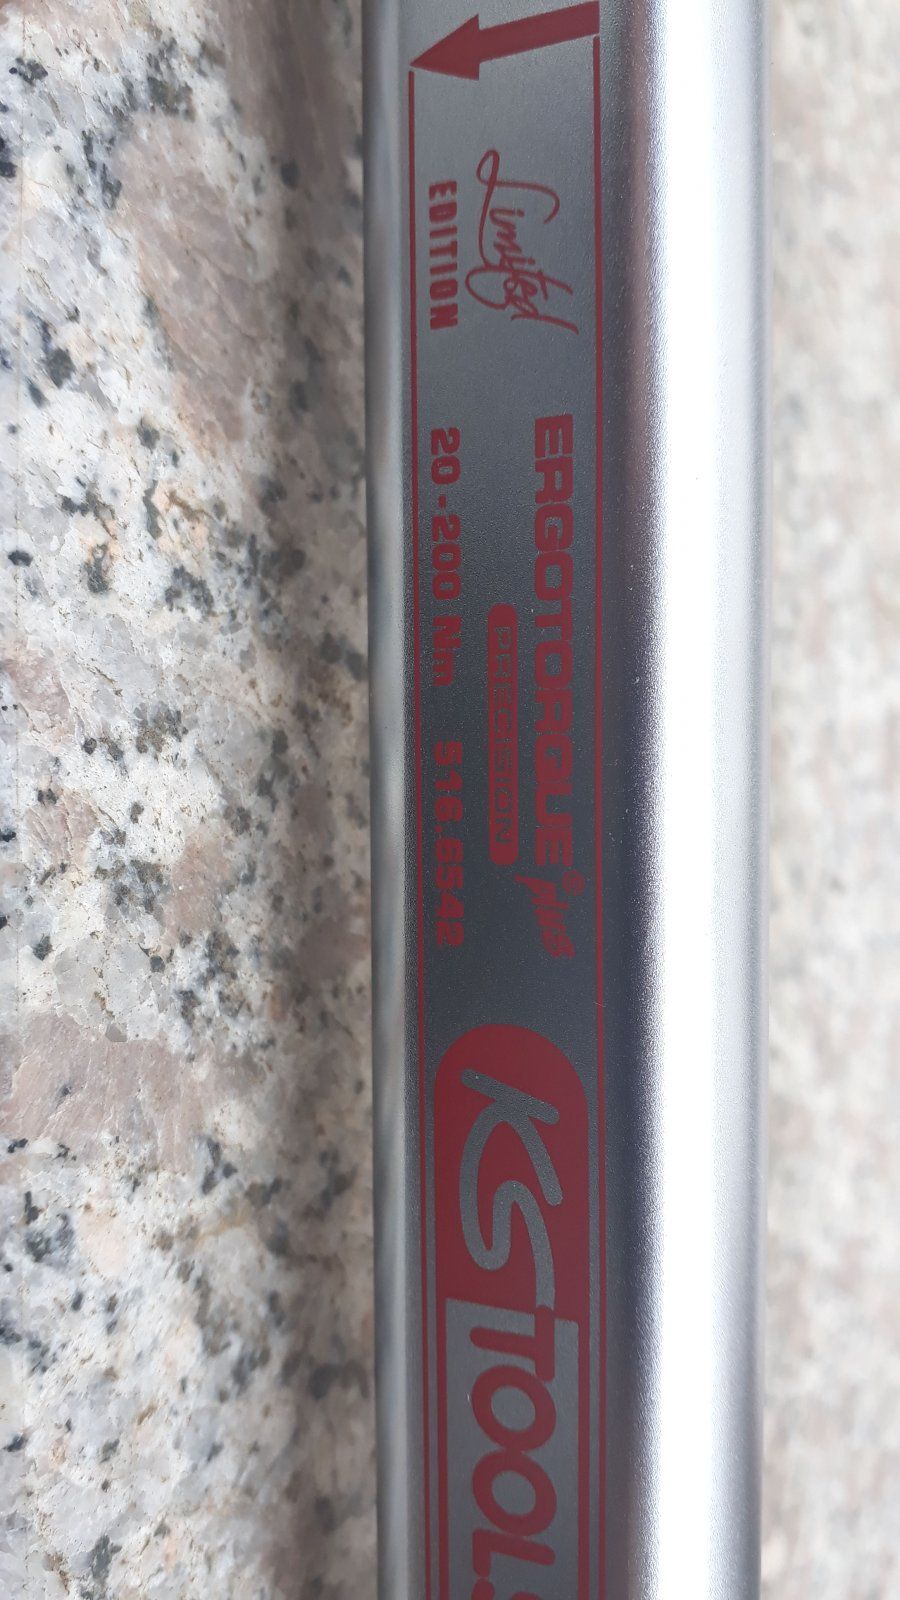 Limited
EDITION
ERGOTORQUE® plus
PRECISION
20-200 Nm 516.6542
KS TOOLS